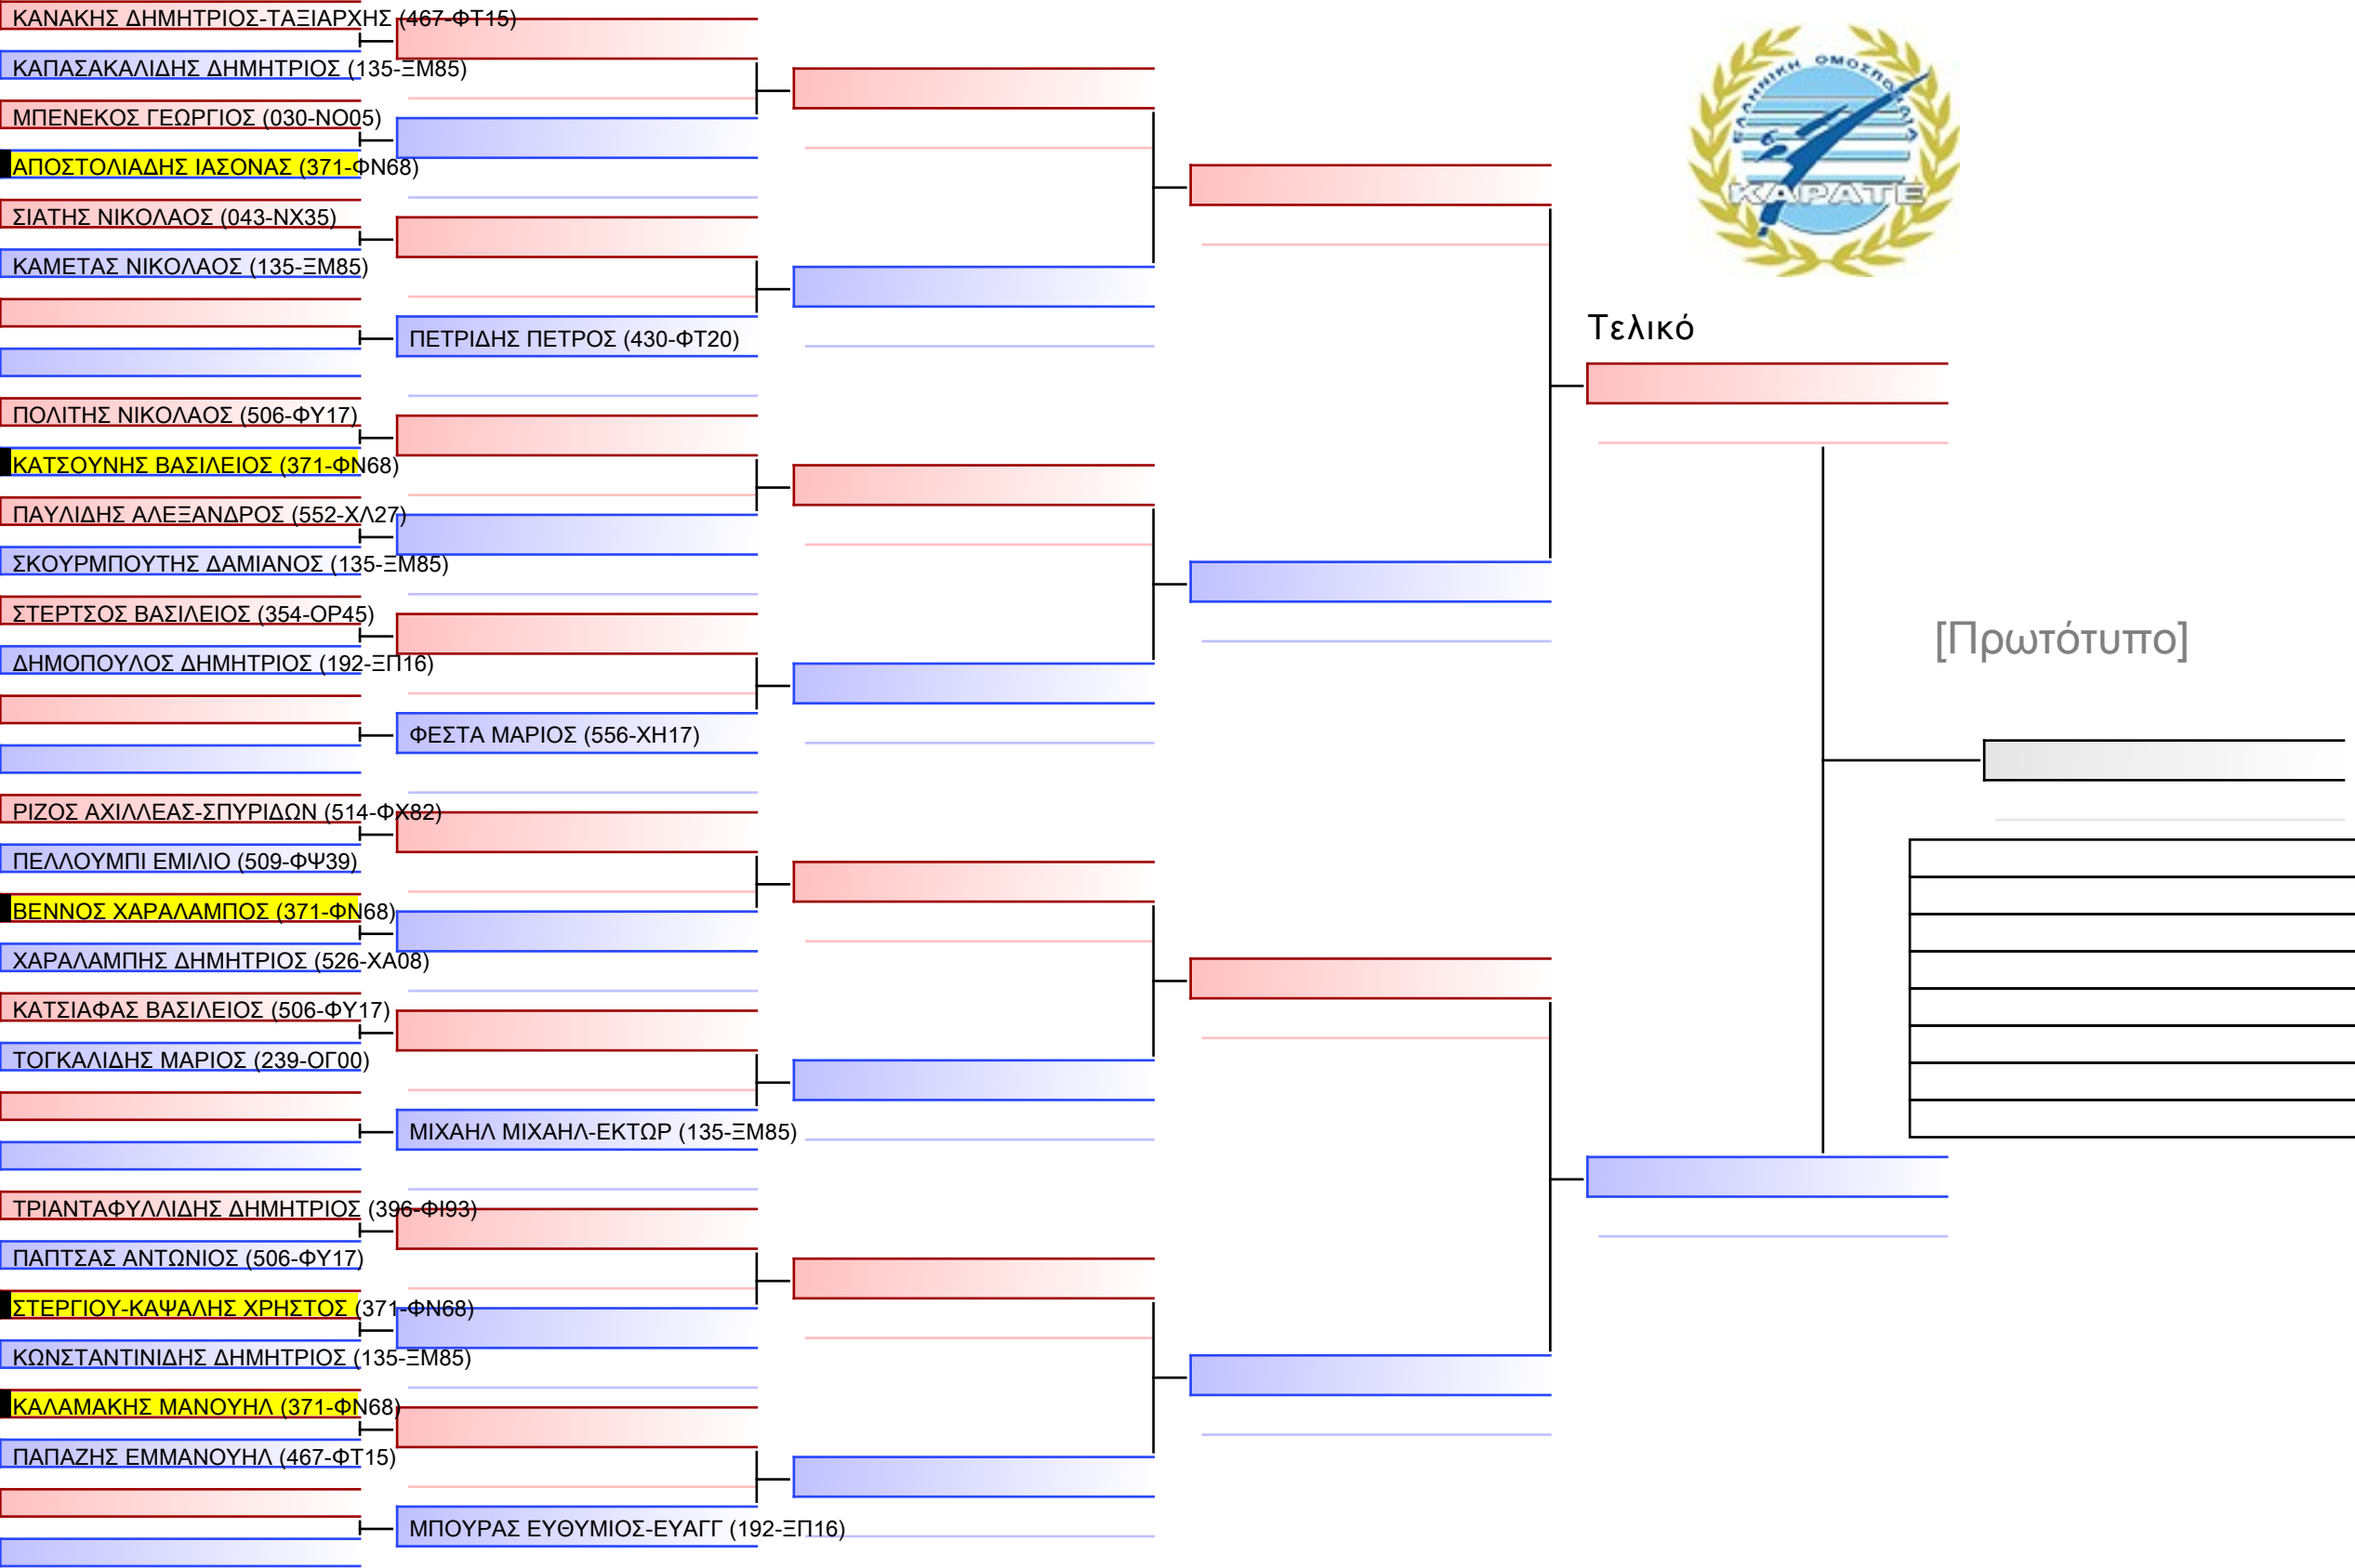 ΚΑΝΑΚΗΣ ΔΗΜΗΤΡΙΟΣ-ΤΑΞΙΑΡΧΗΣ (467-ΦΤ15)
ΚΑΠΑΣΑΚΑΛΙΔΗΣ ΔΗΜΗΤΡΙΟΣ (135-ΞΜ85)
ΜΠΕΝΕΚΟΣ ΓΕΩΡΓΙΟΣ (030-ΝΟ05)
ΑΠΟΣΤΟΛΙΑΔΗΣ ΙΑΣΟΝΑΣ (371-ΦΝ68)
ΣΙΑΤΗΣ ΝΙΚΟΛΑΟΣ (043-ΝΧ35)
ΚΑΜΕΤΑΣ ΝΙΚΟΛΑΟΣ (135-ΞΜ85)
ΠΕΤΡΙΔΗΣ ΠΕΤΡΟΣ (430-ΦΤ20)
ΠΟΛΙΤΗΣ ΝΙΚΟΛΑΟΣ (506-ΦΥ17)
ΚΑΤΣΟΥΝΗΣ ΒΑΣΙΛΕΙΟΣ (371-ΦΝ68)
ΠΑΥΛΙΔΗΣ ΑΛΕΞΑΝΔΡΟΣ (552-ΧΛ27)
ΣΚΟΥΡΜΠΟΥΤΗΣ ΔΑΜΙΑΝΟΣ (135-ΞΜ85)
ΣΤΕΡΤΣΟΣ ΒΑΣΙΛΕΙΟΣ (354-ΟΡ45)
ΔΗΜΟΠΟΥΛΟΣ ΔΗΜΗΤΡΙΟΣ (192-ΞΠ16)
ΦΕΣΤΑ ΜΑΡΙΟΣ (556-ΧΗ17)
ΡΙΖΟΣ ΑΧΙΛΛΕΑΣ-ΣΠΥΡΙΔΩΝ (514-ΦΧ82)
ΠΕΛΛΟΥΜΠΙ ΕΜΙΛΙΟ (509-ΦΨ39)
ΒΕΝΝΟΣ ΧΑΡΑΛΑΜΠΟΣ (371-ΦΝ68)
ΧΑΡΑΛΑΜΠΗΣ ΔΗΜΗΤΡΙΟΣ (526-ΧΑ08)
ΚΑΤΣΙΑΦΑΣ ΒΑΣΙΛΕΙΟΣ (506-ΦΥ17)
ΤΟΓΚΑΛΙΔΗΣ ΜΑΡΙΟΣ (239-ΟΓ00)
ΜΙΧΑΗΛ ΜΙΧΑΗΛ-ΕΚΤΩΡ (135-ΞΜ85)
ΤΡΙΑΝΤΑΦΥΛΛΙΔΗΣ ΔΗΜΗΤΡΙΟΣ (396-ΦΙ93)
ΠΑΠΤΣΑΣ ΑΝΤΩΝΙΟΣ (506-ΦΥ17)
ΣΤΕΡΓΙΟΥ-ΚΑΨΑΛΗΣ ΧΡΗΣΤΟΣ (371-ΦΝ68)
ΚΩΝΣΤΑΝΤΙΝΙΔΗΣ ΔΗΜΗΤΡΙΟΣ (135-ΞΜ85)
ΚΑΛΑΜΑΚΗΣ ΜΑΝΟΥΗΛ (371-ΦΝ68)
ΠΑΠΑΖΗΣ ΕΜΜΑΝΟΥΗΛ (467-ΦΤ15)
ΜΠΟΥΡΑΣ ΕΥΘΥΜΙΟΣ-ΕΥΑΓΓ (192-ΞΠ16)
ΕΛΛΗΝΙΚΗ ΟΜΟΣΠΟΝΔΙΑ
ΚΑΡΑΤΕ
Τελικό
[Πρωτότυπο]